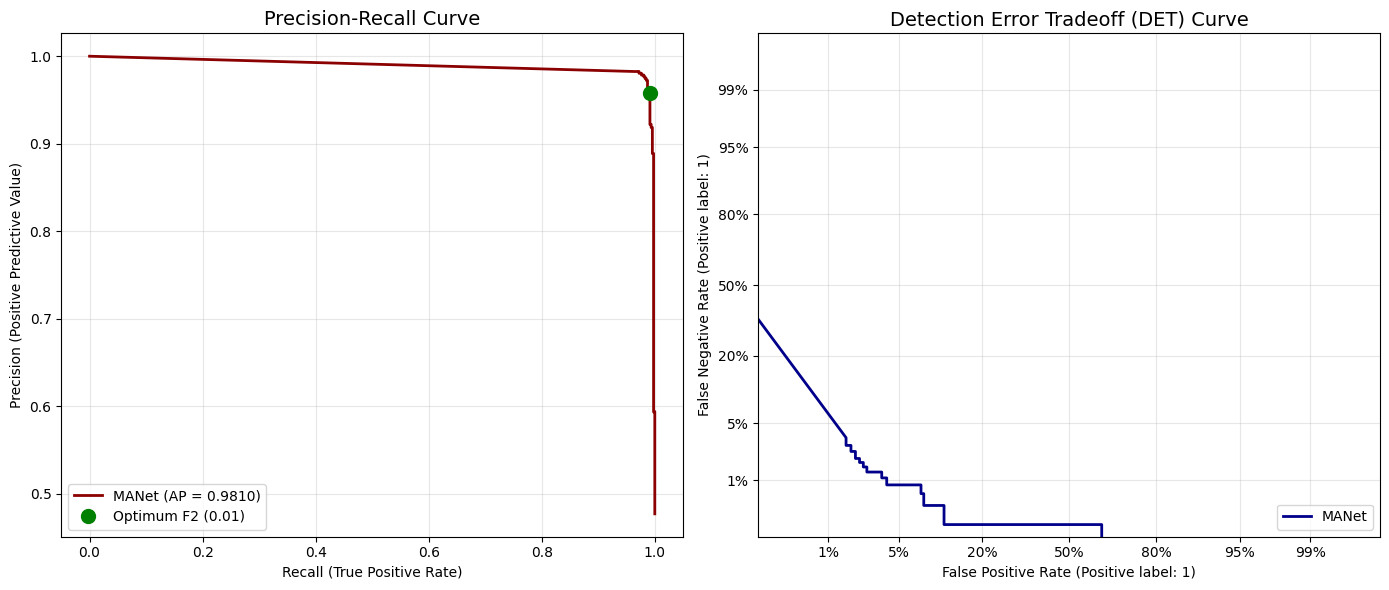 Precision-Recall Curve
Precision (Positive Predictive Value)
1.0
0.9
0.8
0.7
0.6
0.5
MANet (AP = 0.9810)
Optimum F2 (0.01)
0.0 0.2 0.4 0.6 0.8 1.0
Recall (True Positive Rate)
Detection Error Tradeoff (DET) Curve
False Negative Rate (Positive label: 1)
99%
95%
80%
50%
20%
5%
1%
MANet
1% 5% 20% 50% 80% 95% 99%
False Positive Rate (Positive label: 1)